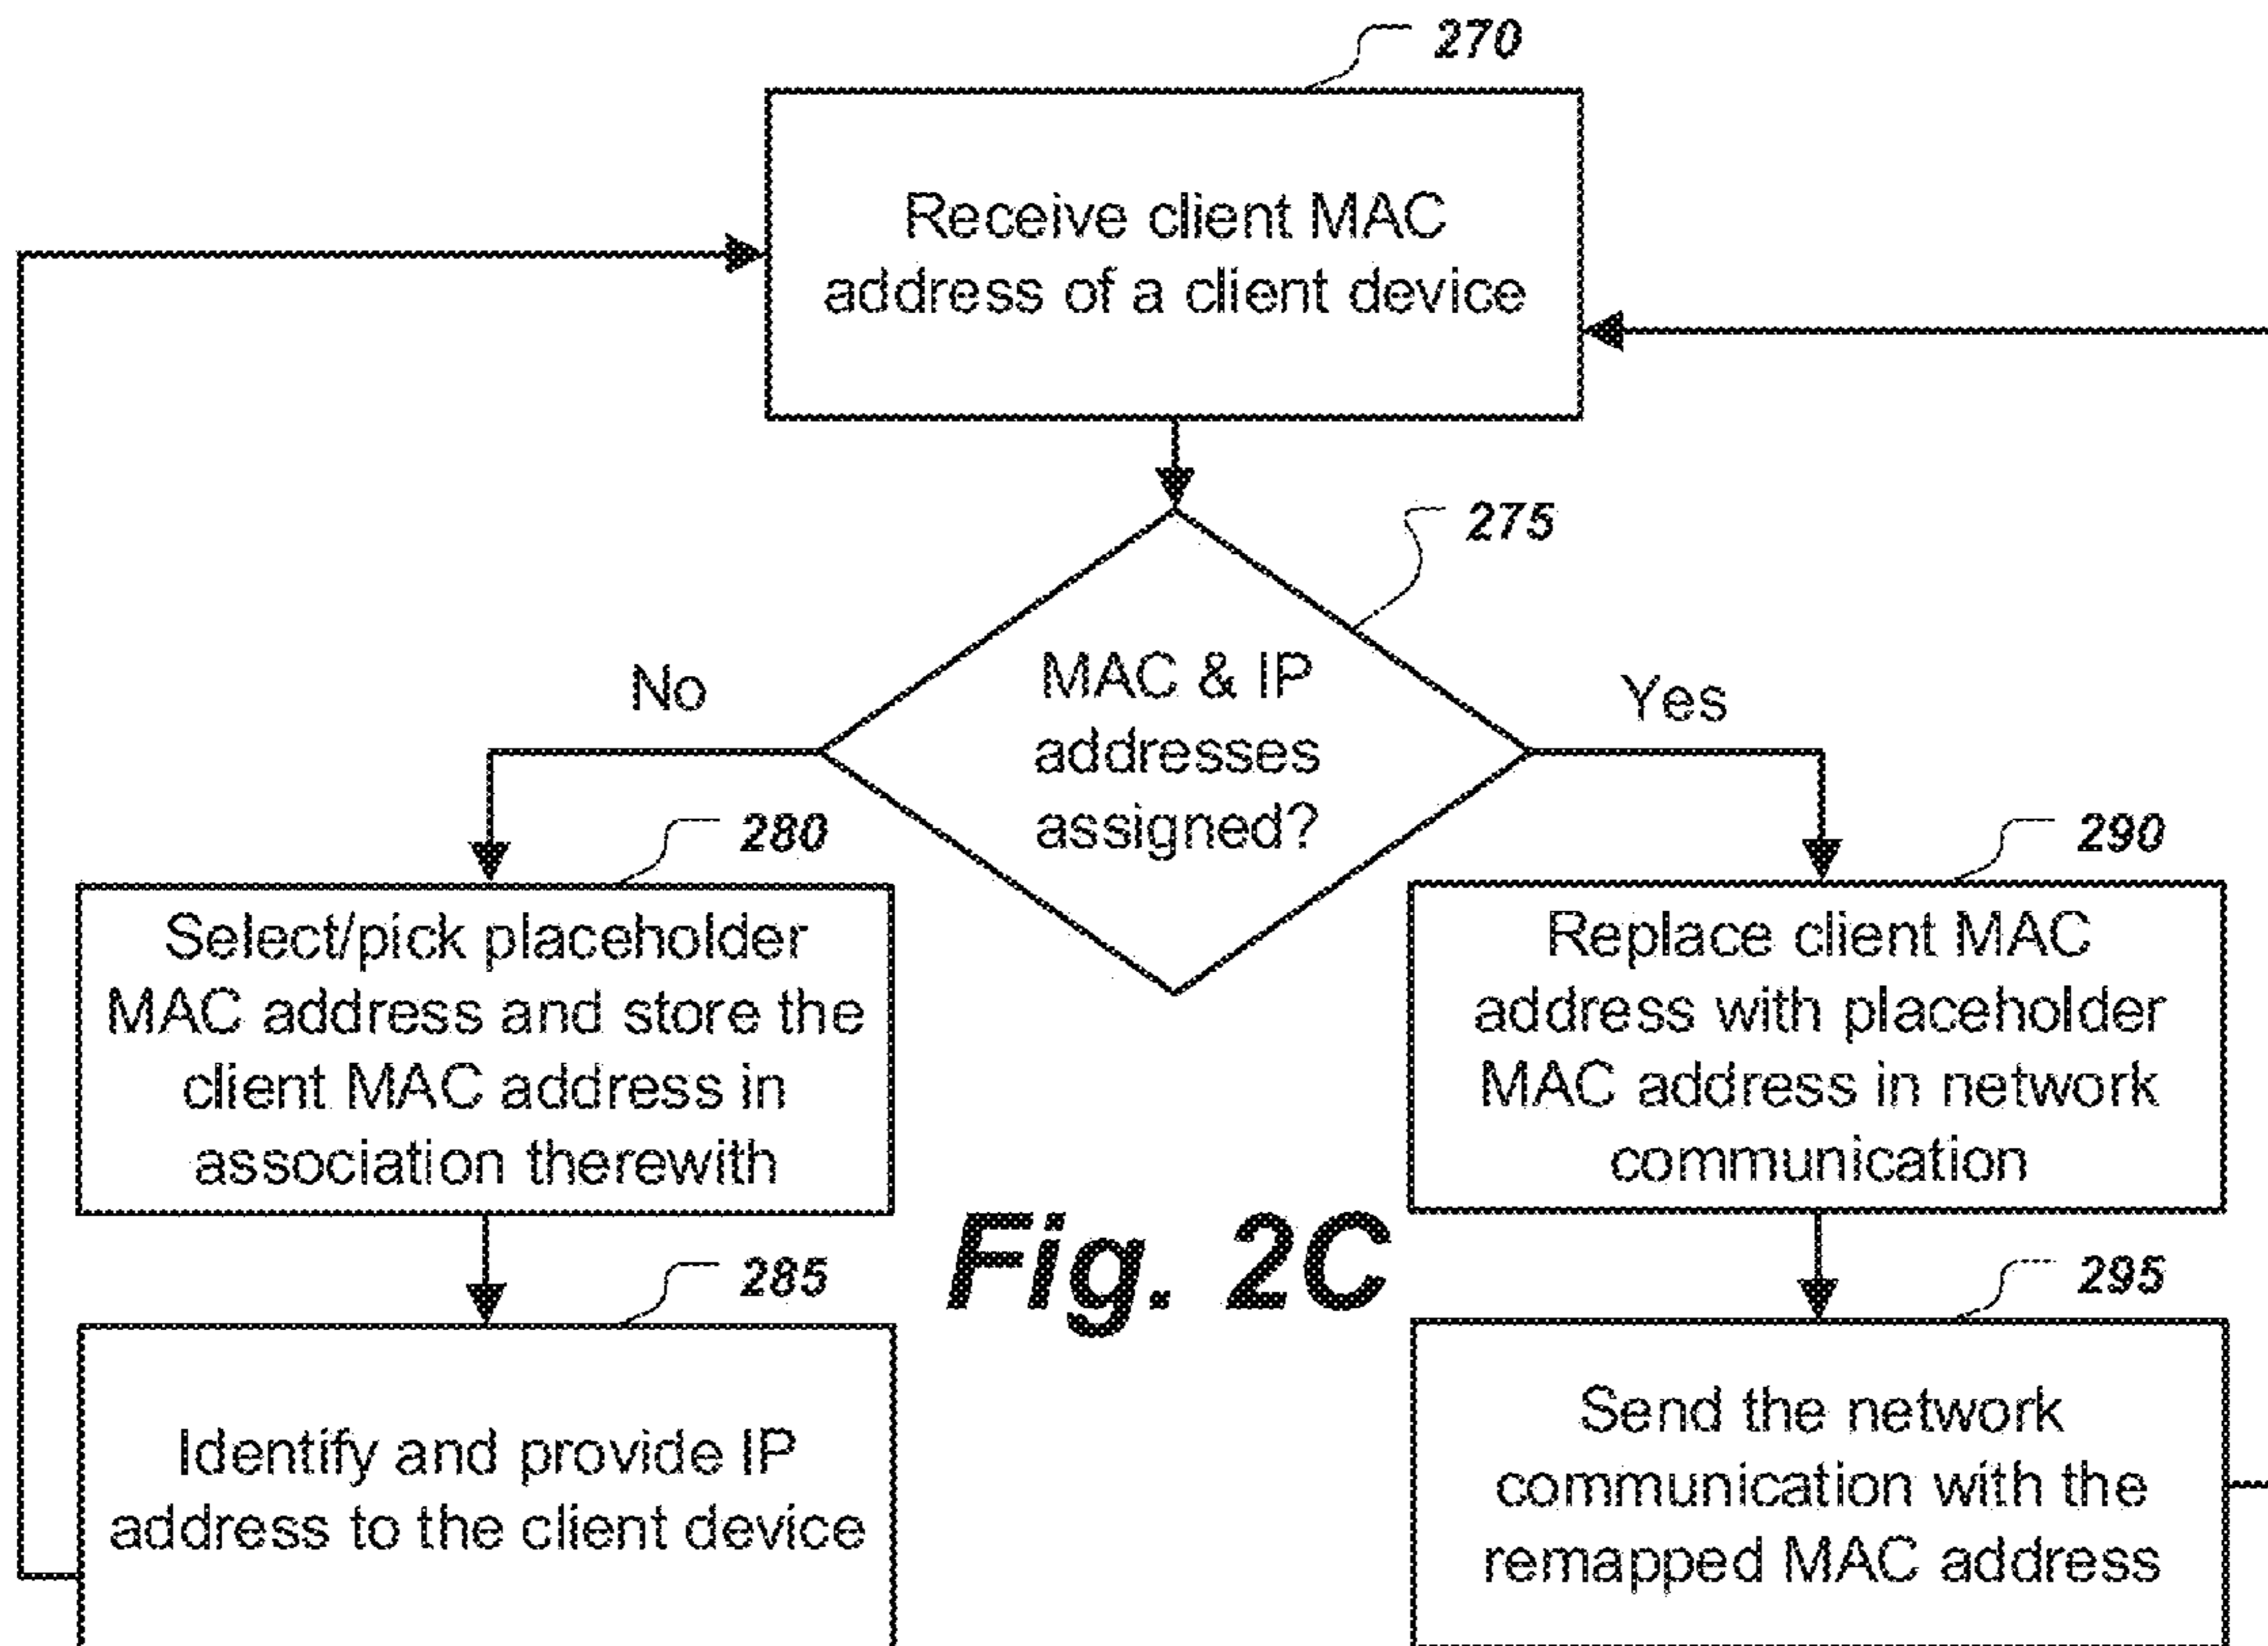 270
Receive client MAC
address of a client device
275
MAC & IP
addresses
assigned?
No
Yes
280
Select/pick placeholder
MAC address and store the
client MAC address in
association therewith
290
Replace client MAC
address with placeholder
MAC address in network
communication
Fig. 2C
285
Identify and provide IP
address to the client device
295
Send the network
communication with the
remapped MAC address